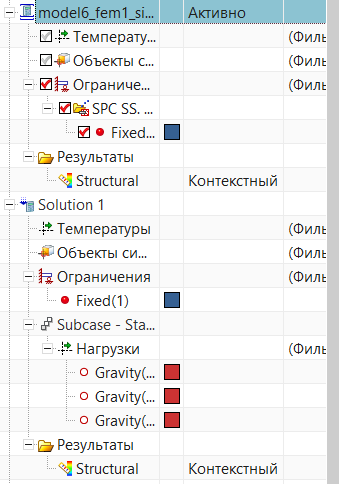 model6_fem1_si... Активно
Температу... (Филь
Объекты с... (Филь
Ограниче... (Филь
SPC SS. ...
Fixed...
Результаты
Structural Контекстный
Solution 1
Температуры (Филь
Объекты си... (Филь
Ограничения (Филь
Fixed(1)
Subcase - Sta...
Нагрузки (Филь
Gravity(...
Gravity(...
Gravity(...
Результаты
Structural Контекстный